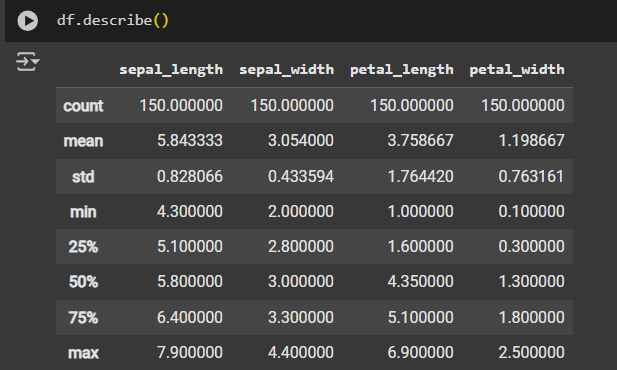 df.describe()
sepal_length sepal_width petal_length petal_width
count 150.000000 150.000000 150.000000 150.000000
mean 5.843333 3.054000 3.758667 1.198667
std 0.828066 0.433594 1.764420 0.763161
min 4.300000 2.000000 1.000000 0.100000
25% 5.100000 2.800000 1.600000 0.300000
50% 5.800000 3.000000 4.350000 1.300000
75% 6.400000 3.300000 5.100000 1.800000
max 7.900000 4.400000 6.900000 2.500000